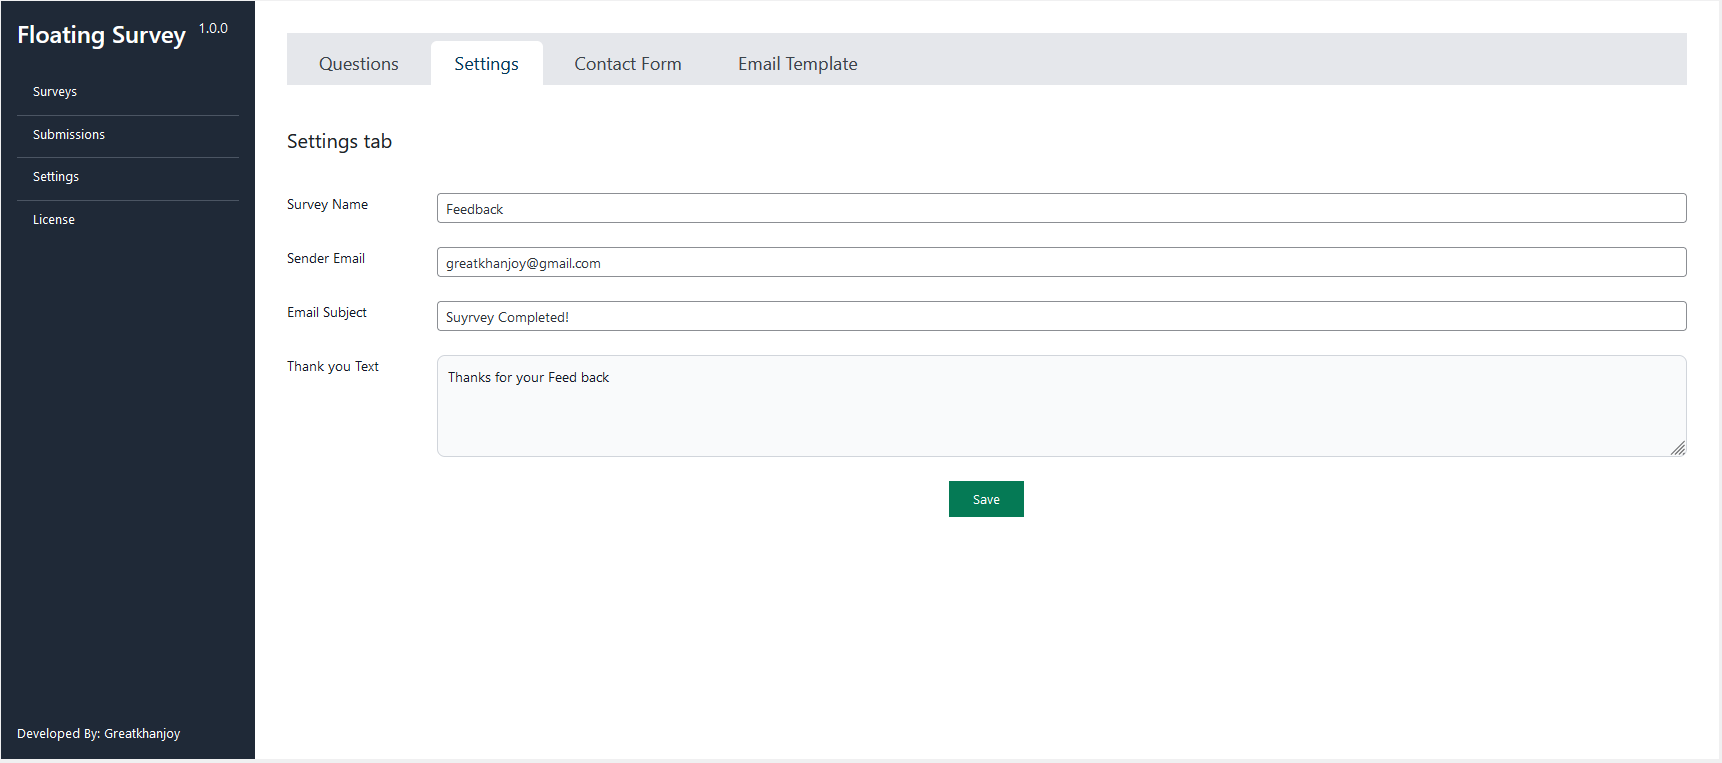 Floating Survey 1.0.0
Surveys
Submissions
Settings
License
Developed By: Greatkhanjoy
Questions Settings Contact Form Email Template
Settings tab
Survey Name Feedback
Sender Email greatkhanjoy@gmail.com
Email Subject Suyrvey Completed!
Thank you Text Thanks for your Feed back
Save